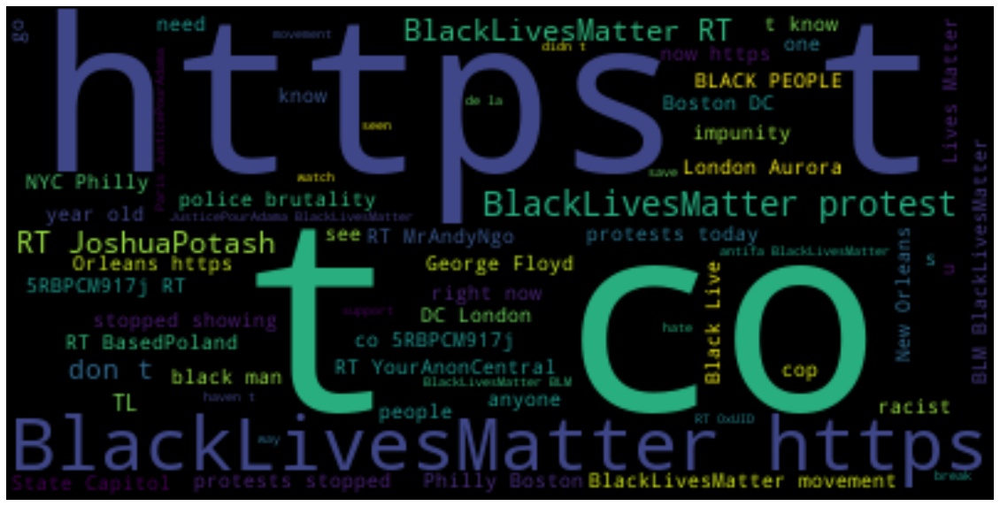 https t
go
need
movement
BlackLivesMatter RT
didn t
t know
one
now https
Lives Matter
Paris JusticePourAdama
know
de la
seen
BLACK PEOPLE
Boston DC
impunity
save
London Aurora
watch
NYC Philly
police brutality
year old
JusticePourAdama BlackLivesMatter
BlackLivesMatter protest
BLM BlackLivesMatter
RT JoshuaPotash
see
RT MrAndyNgo
protests today
antifa BlackLivesMatter
New Orleans
s
u
Orleans https
George Floyd
5RBPCM917j RT
right now
t co
Black Live
stopped showing
support
DC London
hate
RT BasedPoland
co 5RBPCM917j
don t
black man
RT YourAnonCentral
BlackLivesMatter BLM
cop
haven t
TL
people
anyone
RT OxUID
racist
BlackLivesMatter https
way
State Capitol
protests stopped
Philly Boston
BlackLivesMatter movement
break